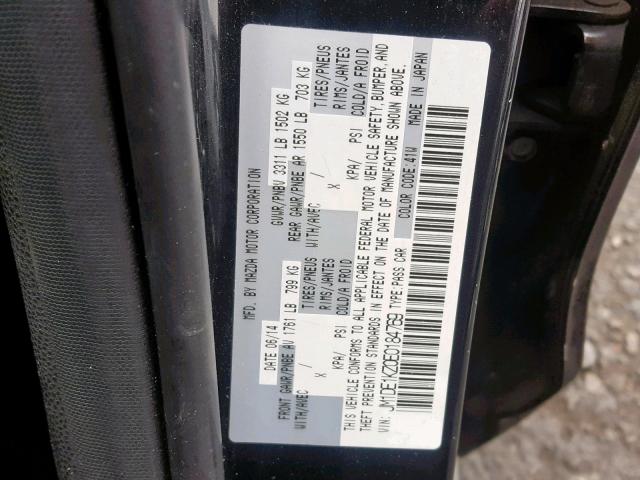 MFD. BY MAZDA MOTOR CORPORATION
DATE 06/14 GVWR/PNBV 3311 LB 1502 KG
FRONT GAWR/PNBE AV 1761 LB 799 KG REAR GAWR/PNBE AR 1550 LB 703 KG
WITH/AVEC / TIRES/PNEUS WITH/AVEC / TIRES/PNEUS
X RIMS/JANTES X RIMS/JANTES
KPA/ PSI COLD/A FROID KPA/ PSI COLD/A FROID
THIS VEHICLE CONFORMS TO ALL APPLICABLE FEDERAL MOTOR VEHICLE SAFETY, BUMPER, AND
THEFT PREVENTION STANDARDS IN EFFECT ON THE DATE OF MANUFACTURE SHOWN ABOVE.
VIN: JM1DE1KZ0E0184769 TYPE:PASS CAR COLOR CODE:41W MADE IN JAPAN